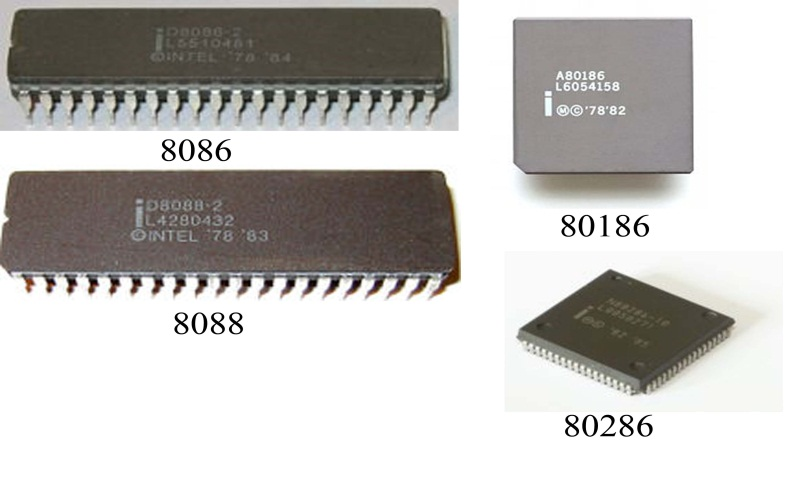 D8086-2
L5510461
©INTEL '78 '84
8086
D8088-2
L4280432
©INTEL '78 '83
8088
A80186
L6054158
i Ⓜ© '78'82
80186
i
80286